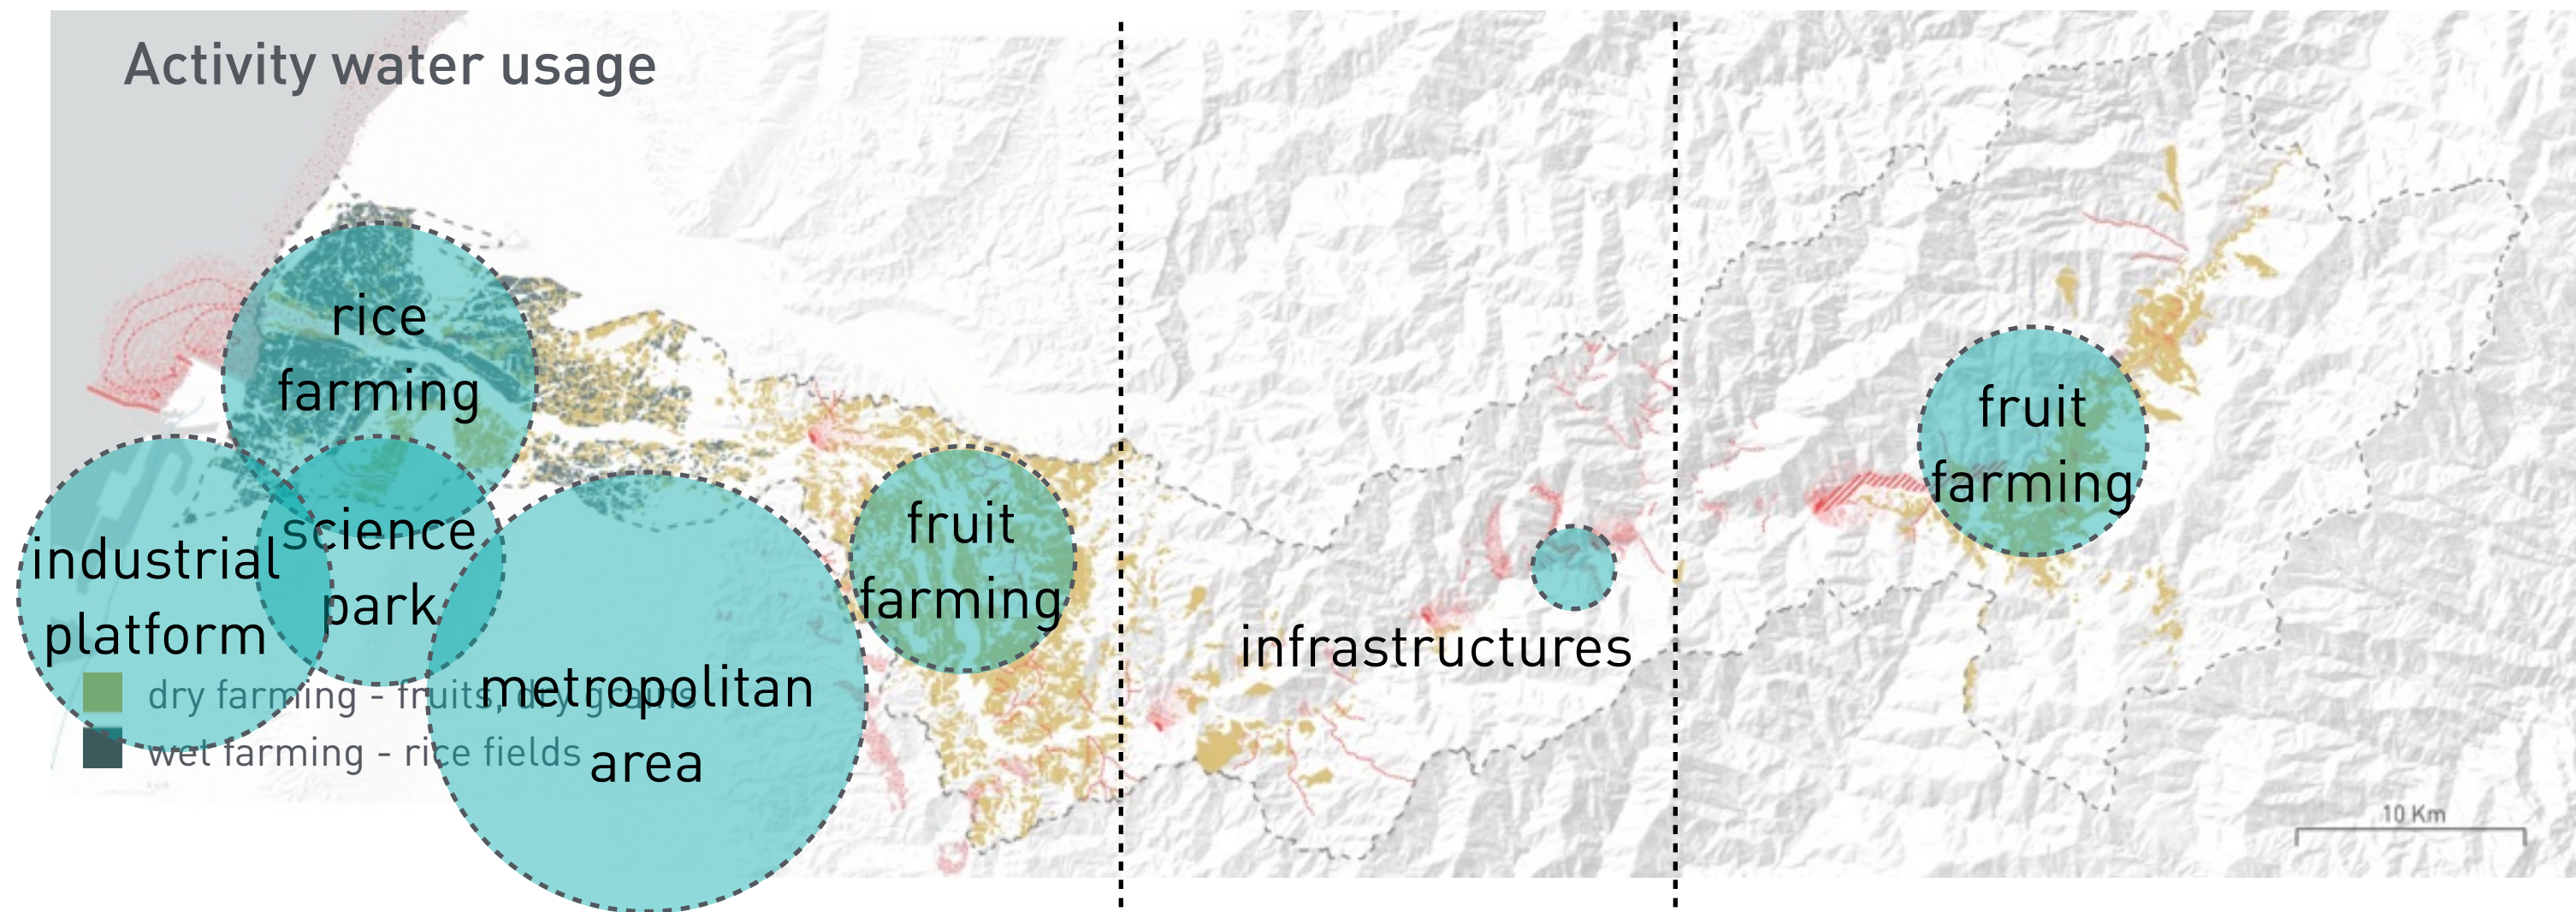 Activity water usage
rice
farming
industrial
platform
science
park
metropolitan
area
fruit
farming
infrastructures
fruit
farming
dry farming - fruits, dry grains
wet farming - rice fields
10 Km